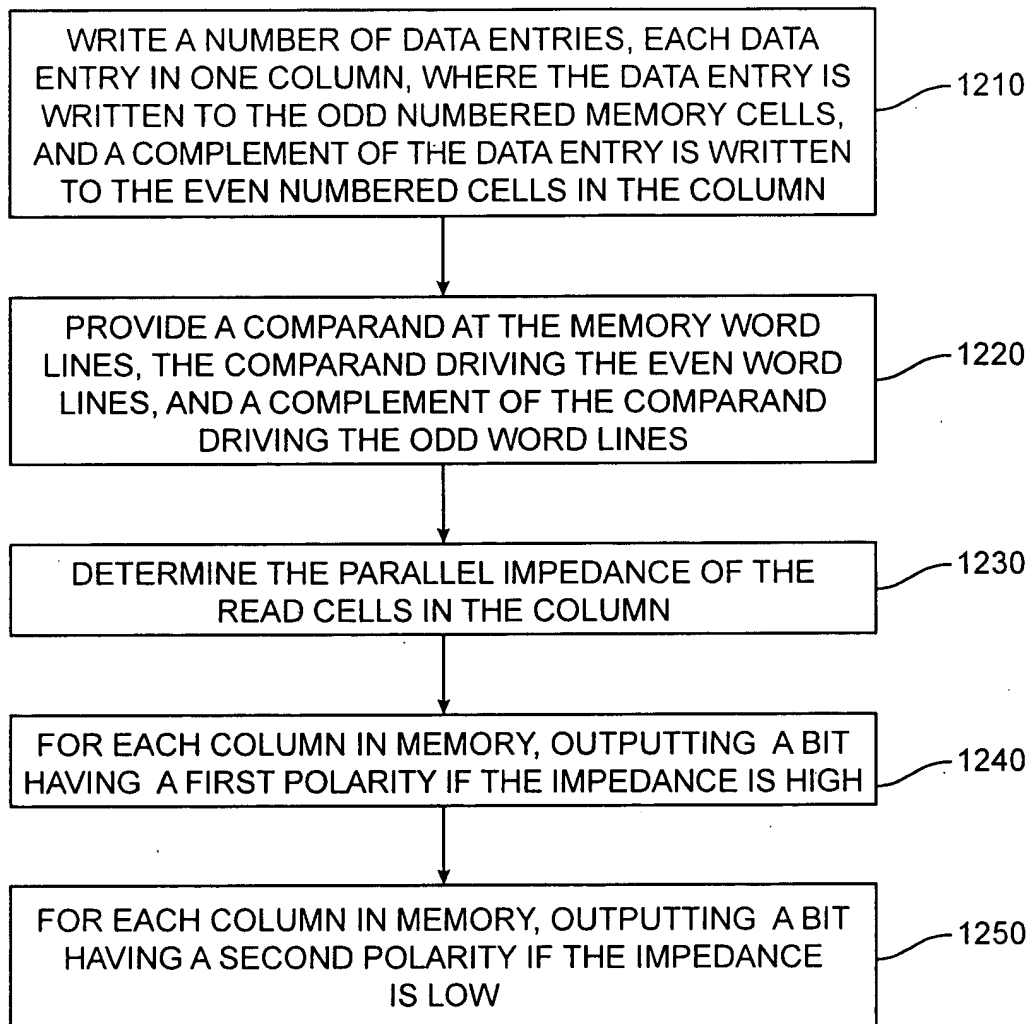 WRITE A NUMBER OF DATA ENTRIES, EACH DATA
ENTRY IN ONE COLUMN, WHERE THE DATA ENTRY IS
WRITTEN TO THE ODD NUMBERED MEMORY CELLS,
AND A COMPLEMENT OF THE DATA ENTRY IS WRITTEN
TO THE EVEN NUMBERED CELLS IN THE COLUMN
1210
PROVIDE A COMPARAND AT THE MEMORY WORD
LINES, THE COMPARAND DRIVING THE EVEN WORD
LINES, AND A COMPLEMENT OF THE COMPARAND
DRIVING THE ODD WORD LINES
1220
DETERMINE THE PARALLEL IMPEDANCE OF THE
READ CELLS IN THE COLUMN
1230
FOR EACH COLUMN IN MEMORY, OUTPUTTING A BIT
HAVING A FIRST POLARITY IF THE IMPEDANCE IS HIGH
1240
FOR EACH COLUMN IN MEMORY, OUTPUTTING A BIT
HAVING A SECOND POLARITY IF THE IMPEDANCE
IS LOW
1250